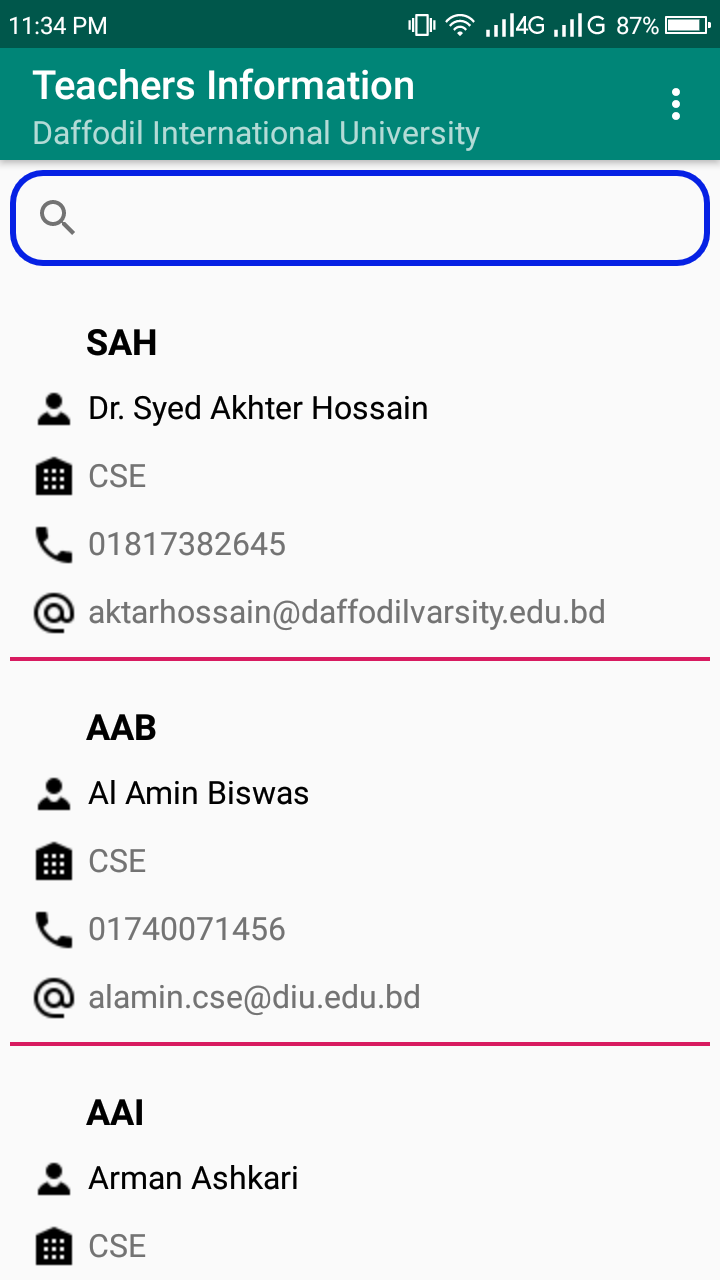 11:34 PM 4G G 87%
Teachers Information
Daffodil International University
SAH
Dr. Syed Akhter Hossain
CSE
01817382645
aktarhossain@daffodilvarsity.edu.bd
AAB
Al Amin Biswas
CSE
01740071456
alamin.cse@diu.edu.bd
AAI
Arman Ashkari
CSE